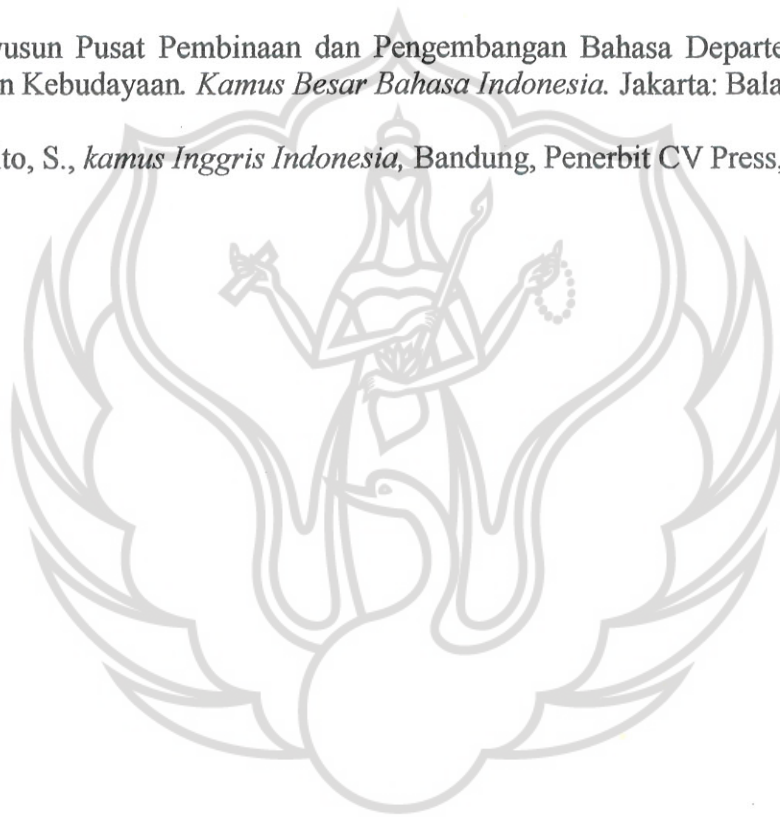 yusun Pusat Pembinaan dan Pengembangan Bahasa Departe
n Kebudayaan. Kamus Besar Bahasa Indonesia. Jakarta: Bala
to, S., kamus Inggris Indonesia, Bandung, Penerbit CV Press,